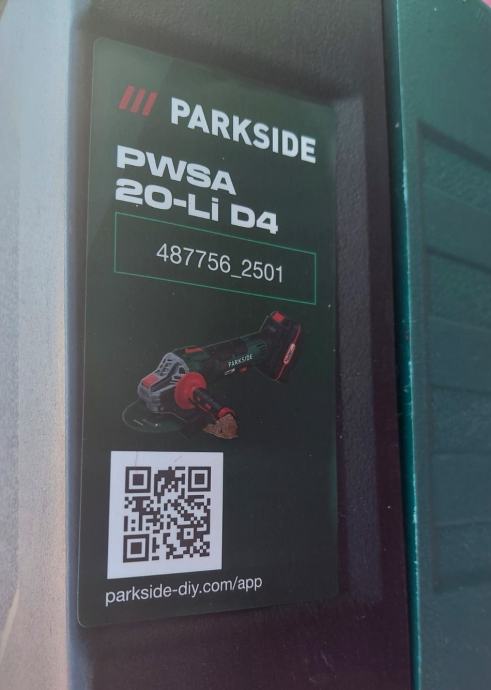 PARKSIDE
PWSA
20-Li D4
487756_2501
PARKSIDE
parkside-diy.com/app